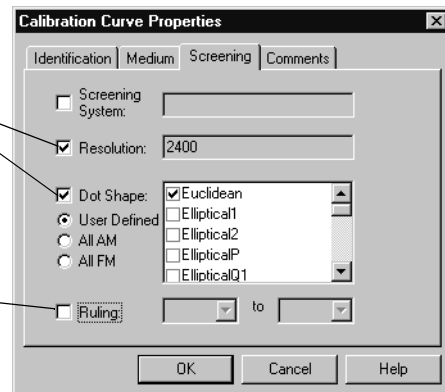 Calibration Curve Properties
Identification Medium Screening Comments
Screening
System:
Resolution: 2400
Dot Shape: Euclidean
User Defined Elliptical1
All AM Elliptical2
All FM EllipticalP
EllipticalQ1
Ruling: to
OK Cancel Help